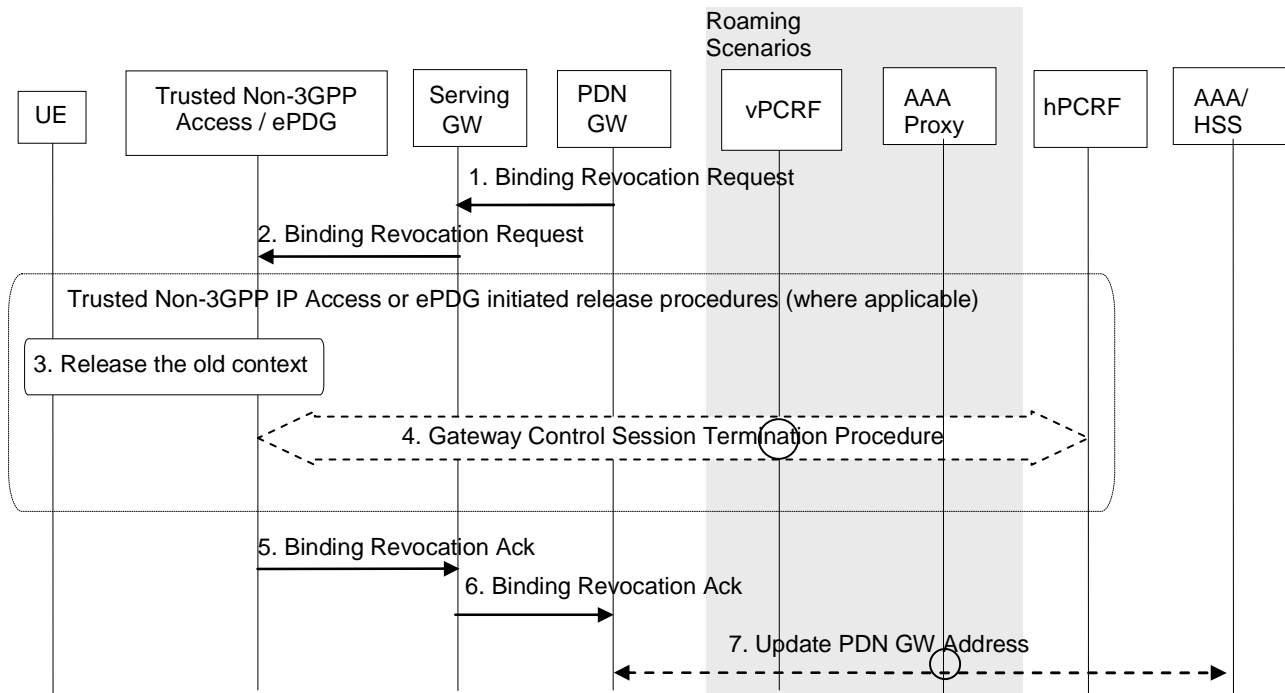 Roaming
Scenarios
UE
Trusted Non-3GPP
Access / ePDG
Serving
GW
PDN
GW
vPCRF
AAA
Proxy
hPCRF
AAA/
HSS
1. Binding Revocation Request
2. Binding Revocation Request
Trusted Non-3GPP IP Access or ePDG initiated release procedures (where applicable)
3. Release the old context
4. Gateway Control Session Termination Procedure
5. Binding Revocation Ack
6. Binding Revocation Ack
7. Update PDN GW Address